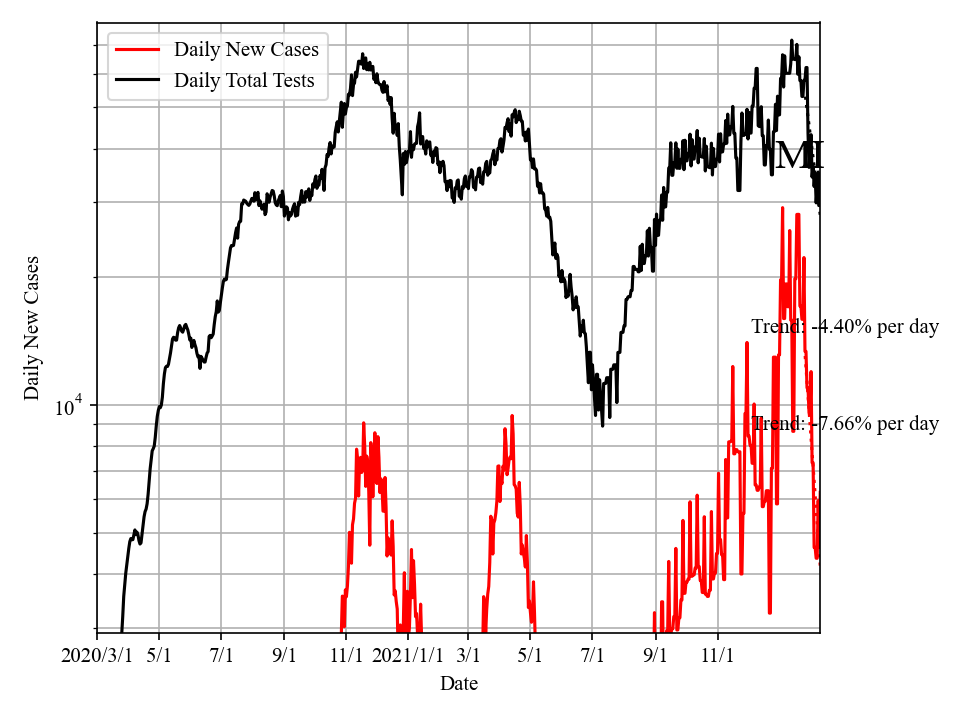 Daily New Cases
Daily Total Tests
MI
Trend: -4.40% per day
Trend: -7.66% per day
Daily New Cases
10^4
2020/3/1 5/1 7/1 9/1 11/1 2021/1/1 3/1 5/1 7/1 9/1 11/1
Date